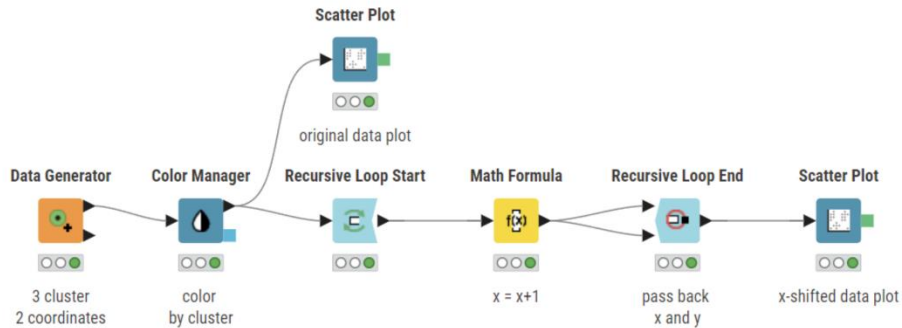 Scatter Plot
original data plot
Data Generator
Color Manager
Recursive Loop Start
Math Formula
Recursive Loop End
Scatter Plot
f(x)
3 cluster
2 coordinates
color
by cluster
x = x+1
pass back
x and y
x-shifted data plot